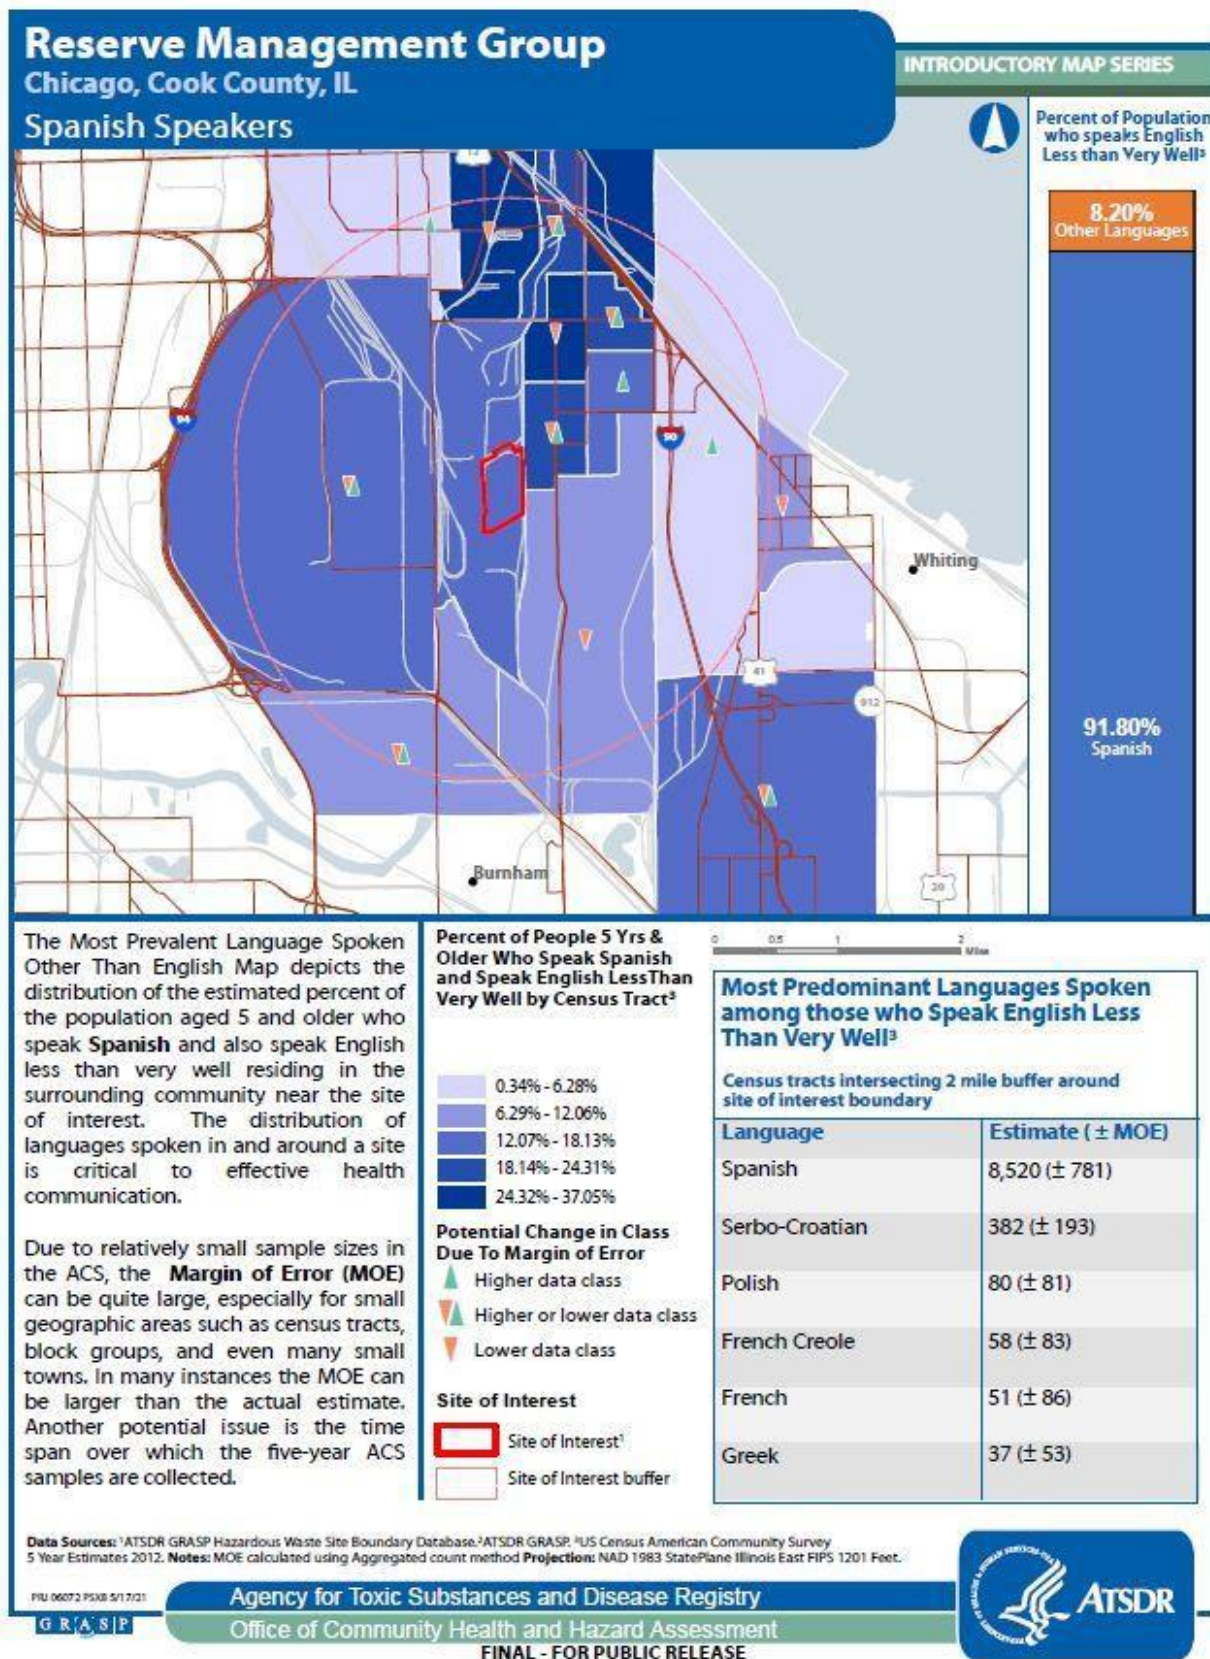 Reserve Management Group
Chicago, Cook County, IL
Spanish Speakers
INTRODUCTORY MAP SERIES
Percent of Population
who speaks English
Less than Very Well³
8.20%
Other Languages
91.80%
Spanish
94
90
Whiting
41
912
Burnham
20
The Most Prevalent Language Spoken
Other Than English Map depicts the
distribution of the estimated percent of
the population aged 5 and older who
speak Spanish and also speak English
less than very well residing in the
surrounding community near the site
of interest. The distribution of
languages spoken in and around a site
is critical to effective health
communication.
Due to relatively small sample sizes in
the ACS, the Margin of Error (MOE)
can be quite large, especially for small
geographic areas such as census tracts,
block groups, and even many small
towns. In many instances the MOE can
be larger than the actual estimate.
Another potential issue is the time
span over which the five-year ACS
samples are collected.
Percent of People 5 Yrs &
Older Who Speak Spanish
and Speak English LessThan
Very Well by Census Tract³
0.34% - 6.28%
6.29% - 12.06%
12.07% - 18.13%
18.14% - 24.31%
24.32% - 37.05%
Potential Change in Class
Due To Margin of Error
Higher data class
Higher or lower data class
Lower data class
Site of Interest
Site of Interest¹
Site of Interest buffer
0 0.5 1 2
Miles
Most Predominant Languages Spoken
among those who Speak English Less
Than Very Well³
Census tracts intersecting 2 mile buffer around
site of interest boundary
Language Estimate ( ± MOE)
Spanish 8,520 (± 781)
Serbo-Croatian 382 (± 193)
Polish 80 (± 81)
French Creole 58 (± 83)
French 51 (± 86)
Greek 37 (± 53)
Data Sources: ¹ATSDR GRASP Hazardous Waste Site Boundary Database.²ATSDR GRASP. ³US Census American Community Survey
5 Year Estimates 2012. Notes: MOE calculated using Aggregated count method Projection: NAD 1983 StatePlane Illinois East FIPS 1201 Feet.
PRJ 06072 PSXB 5/17/21
GRASP
Agency for Toxic Substances and Disease Registry
Office of Community Health and Hazard Assessment
FINAL - FOR PUBLIC RELEASE
ATSDR